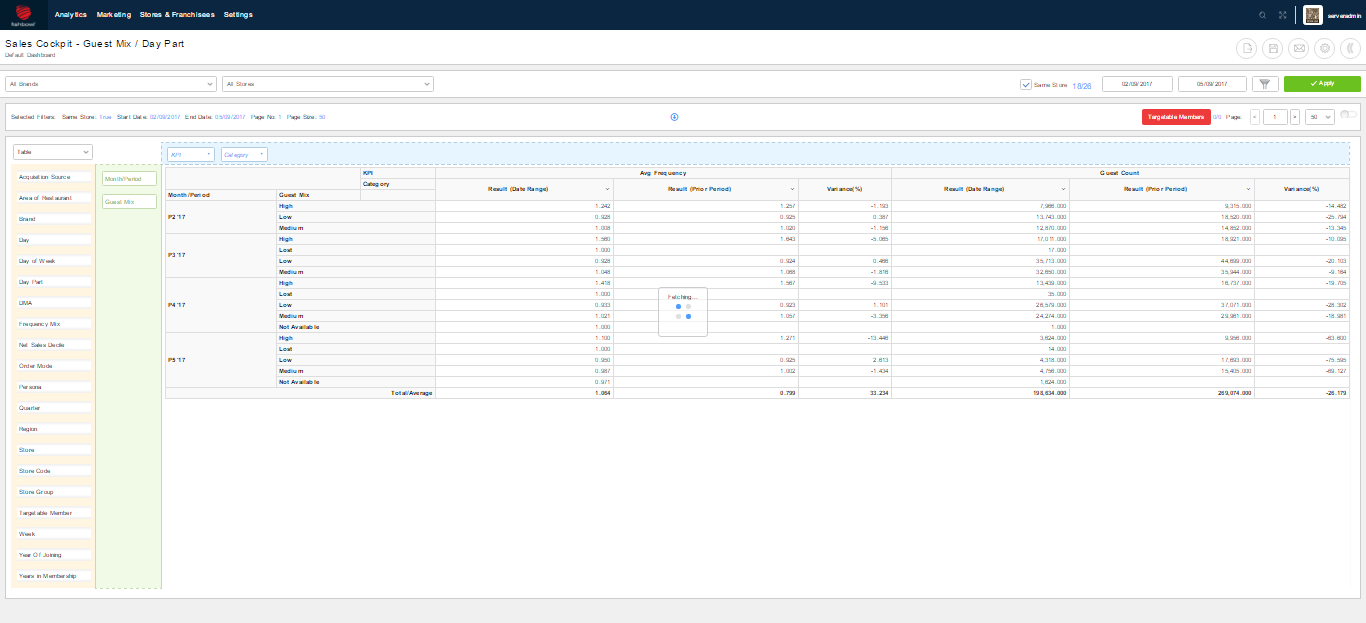 fishbowl Analytics Marketing Stores & Franchisees Settings serveradmin
Sales Cockpit - Guest Mix / Day Part
Default Dashboard
All Brands All Stores Same Store 18/26 02/09/2017 05/09/2017 Apply
Selected Filters: Same Store: true Start Date: 02/09/2017 End Date: 05/09/2017 Page No: 1 Page Size: 50 Targetable Members 0/0 Page: 1 50
Table KPI Category
Acquisition Source
Area of Restaurant
Brand
Day
Day of Week
Day Part
DMA
Frequency Mix
Net Sales Decile
Order Mode
Persona
Quarter
Region
Store
Store Code
Store Group
Targetable Member
Week
Year Of Joining
Years in Membership
Month/Period
Guest Mix
KPI Avg Frequency Guest Count
Category Result (Date Range) Result (Prior Period) Variance(%) Result (Date Range) Result (Prior Period) Variance(%)
Month/Period Guest Mix
P2 '17 High 1.242 1.257 -1.193 7,966.000 9,315.000 -14.482
Low 0.928 0.925 0.387 13,743.000 18,520.000 -25.794
Medium 1.008 1.020 -1.156 12,870.000 14,852.000 -13.345
P3 '17 High 1.560 1.643 -5.065 17,011.000 18,921.000 -10.095
Lost 1.000 17.000
Low 0.928 0.924 0.466 35,713.000 44,699.000 -20.103
Medium 1.048 1.068 -1.816 32,650.000 35,944.000 -9.164
P4 '17 High 1.418 1.567 -9.533 13,439.000 16,737.000 -19.705
Lost 1.000 35.000
Low 0.933 0.923 1.101 26,579.000 37,071.000 -28.302
Medium 1.021 1.057 -3.356 24,274.000 29,961.000 -18.981
Not Available 1.000 1.000
P5 '17 High 1.100 1.271 -13.446 3,624.000 9,956.000 -63.600
Lost 1.000 14.000
Low 0.950 0.925 2.613 4,318.000 17,693.000 -75.595
Medium 0.987 1.002 -1.434 4,756.000 15,405.000 -69.127
Not Available 0.971 1,624.000
Total/Average 1.064 0.799 33.234 198,634.000 269,074.000 -26.179
Fetching...